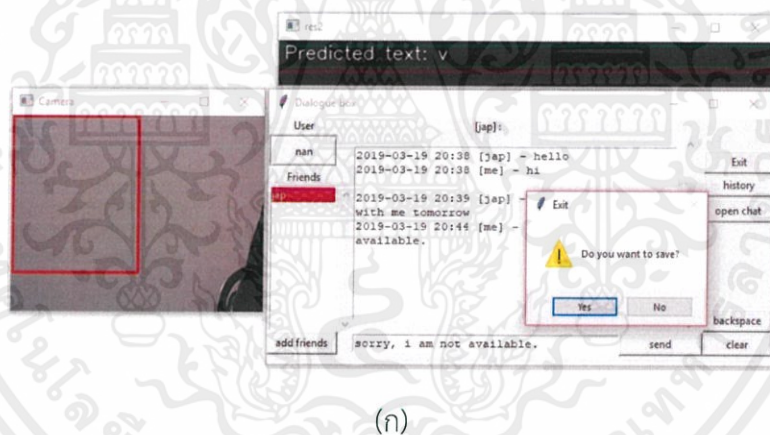 res2
Predicted text: v
Camera
Dialogue box
User
[jap]:
nan
Friends
jap
2019-03-19 20:38 [jap] - hello
2019-03-19 20:38 [me] - hi
2019-03-19 20:39 [jap] -
with me tomorrow
2019-03-19 20:44 [me] -
available.
Exit
history
open chat
Exit
Do you want to save?
Yes
No
backspace
add friends
sorry, i am not available.
send
clear
(ก)